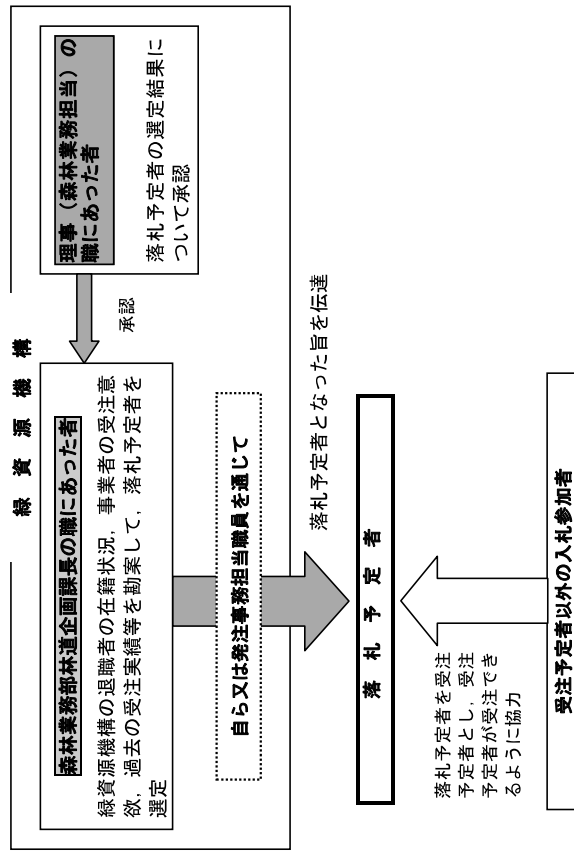 緑資源機構
森林業務部林道企画課長の職にあった者
緑資源機構の退職者の在籍状況，事業者の受注意
欲，過去の受注実績等を勘案して，落札予定者を
選定
承認
理事（森林業務担当）の
職にあった者
落札予定者の選定結果に
ついて承認
自ら又は発注事務担当職員を通じて
落札予定者となった旨を伝達
落札予定者
落札予定者を受注
予定者とし，受注
予定者が受注でき
るように協力
受注予定者以外の入札参加者